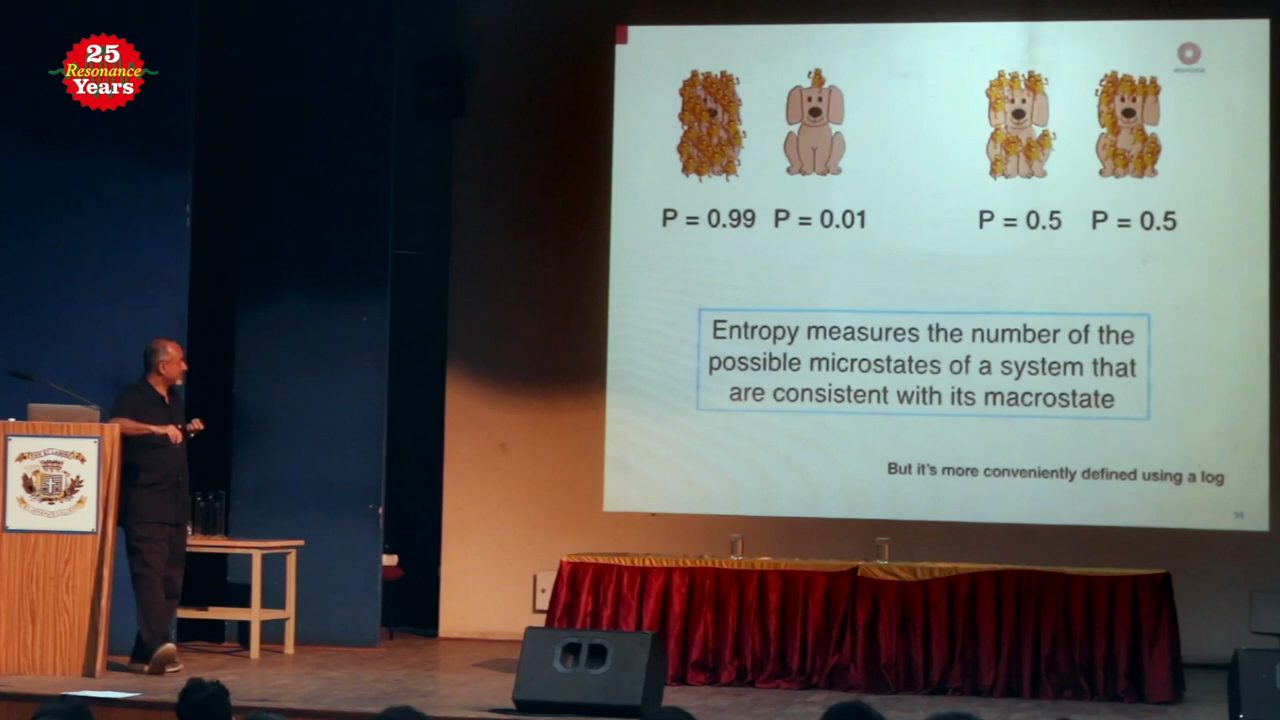 25
Resonance
Years
P = 0.99 P = 0.01
P = 0.5 P = 0.5
Entropy measures the number of the
possible microstates of a system that
are consistent with its macrostate
But it's more conveniently defined using a log